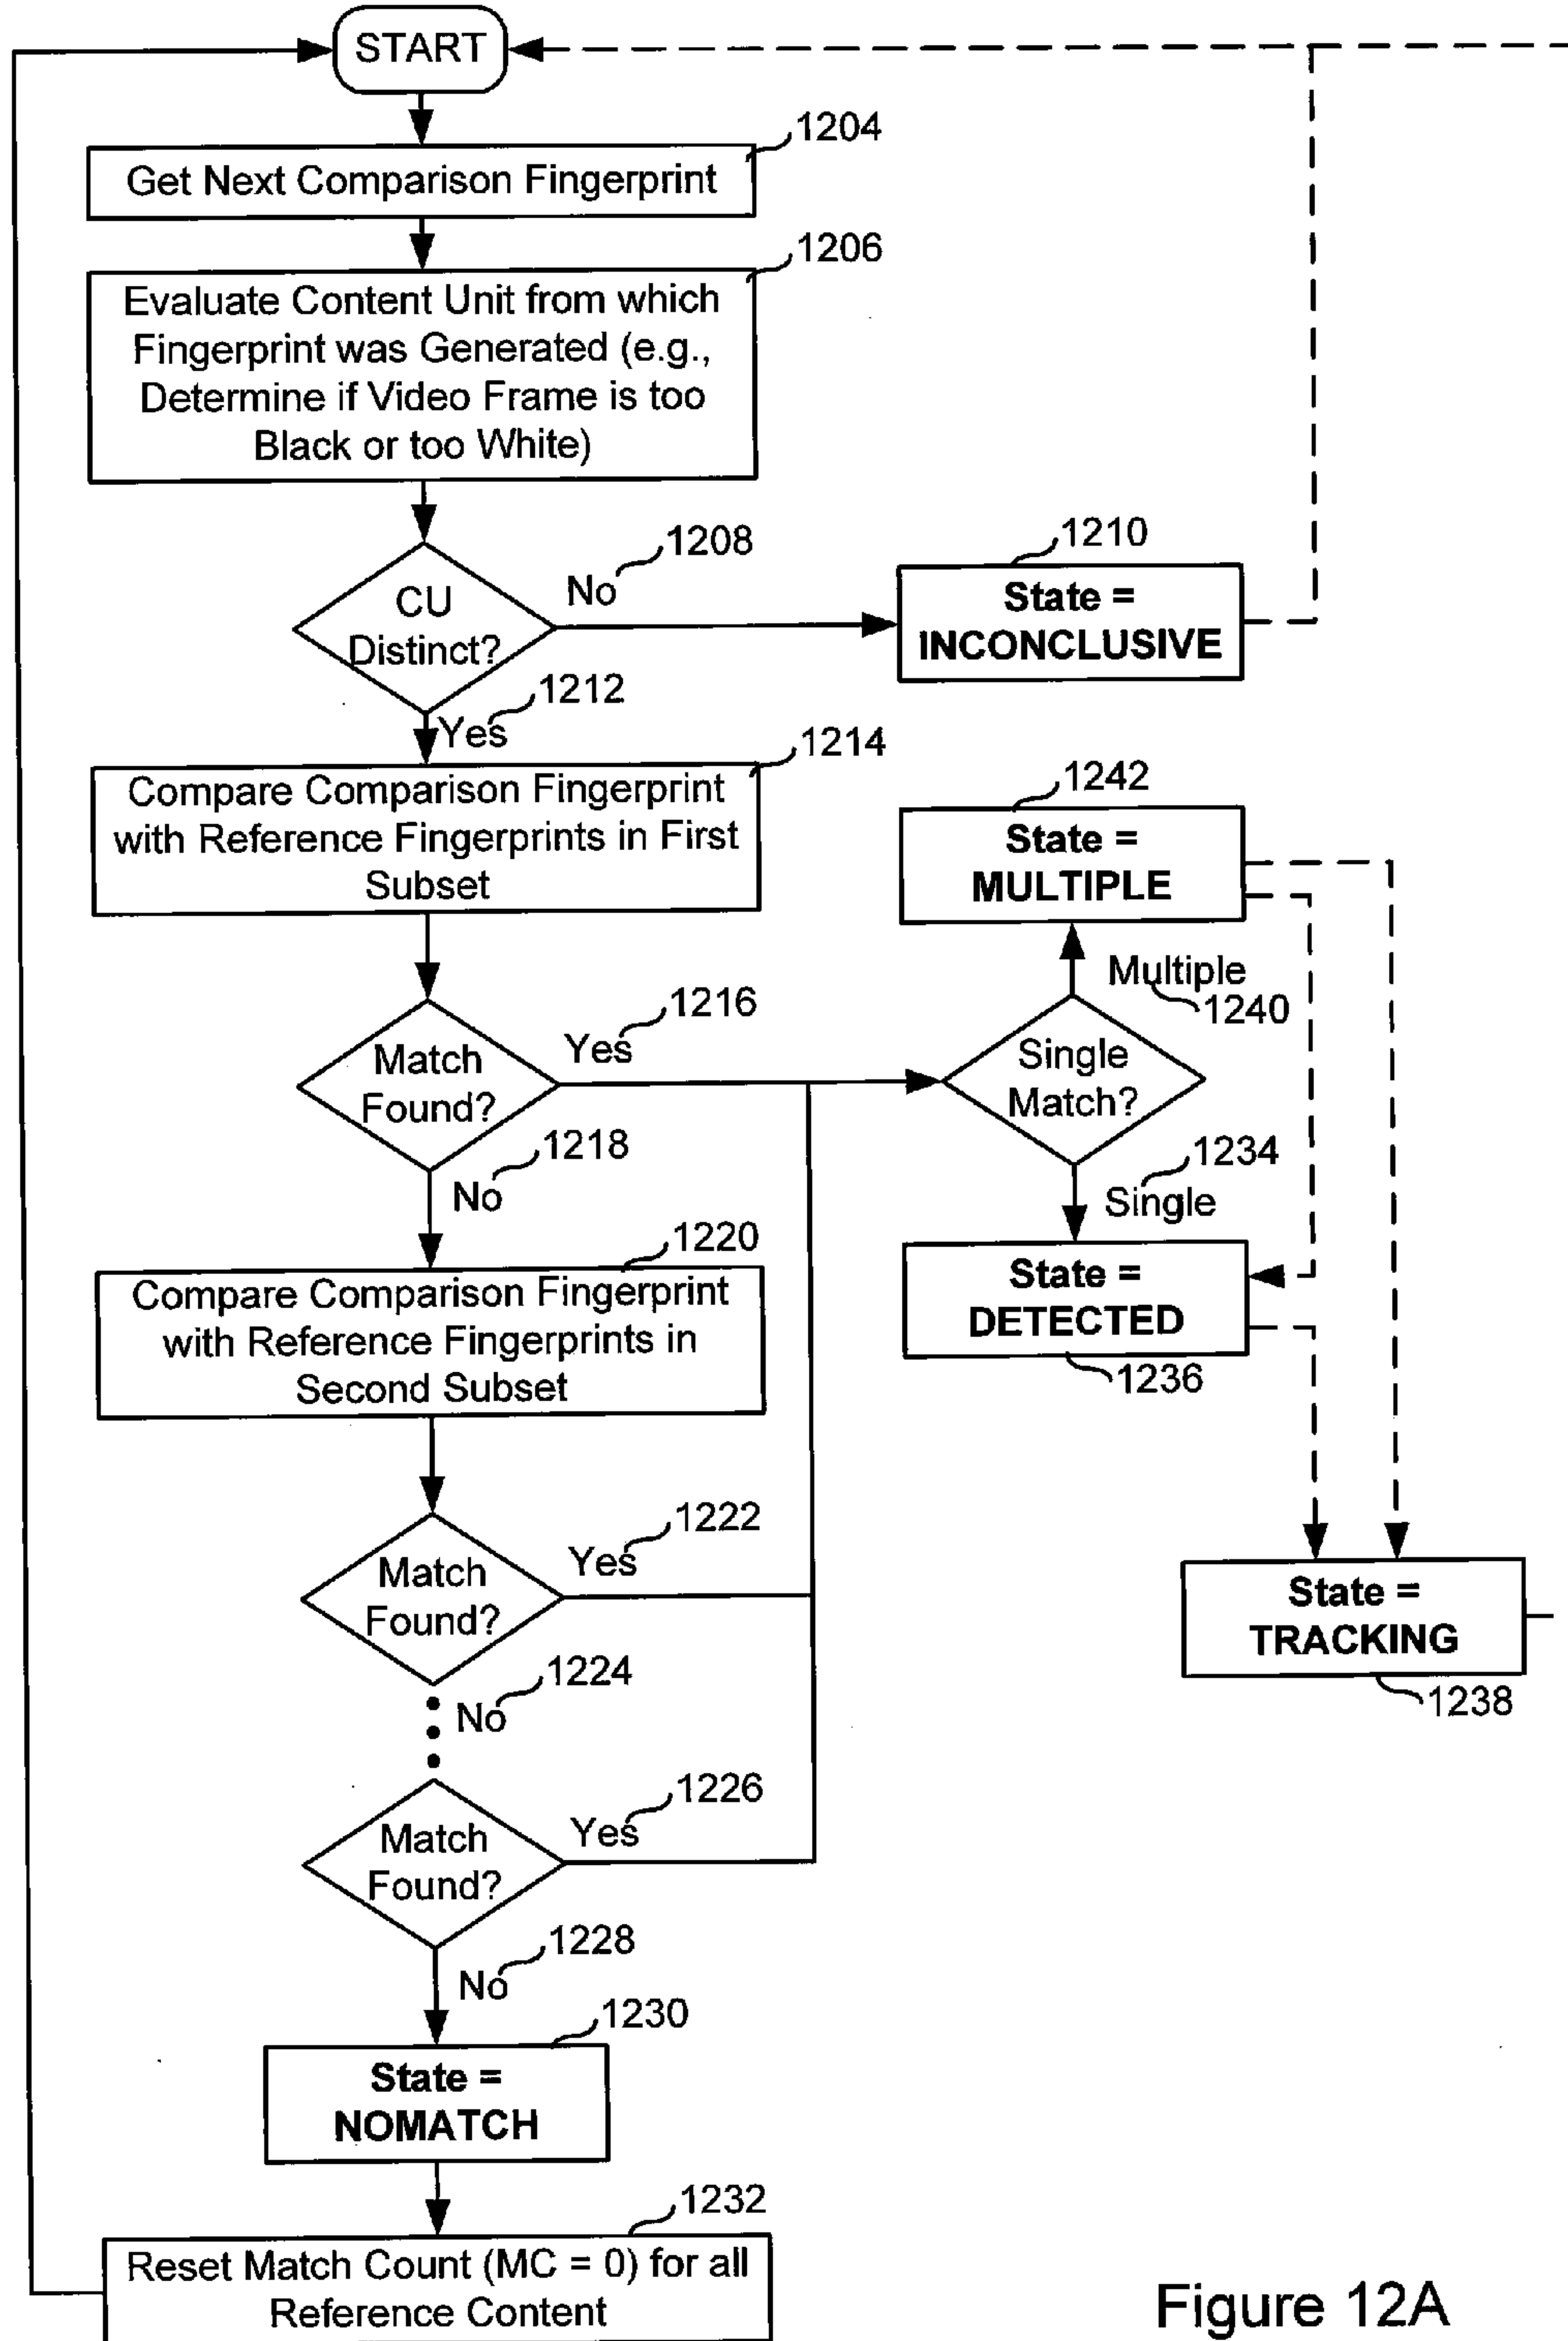 START
1204
Get Next Comparison Fingerprint
1206
Evaluate Content Unit from which
Fingerprint was Generated (e.g.,
Determine if Video Frame is too
Black or too White)
1208
No
CU
Distinct?
1210
State =
INCONCLUSIVE
1212
Yes
1214
Compare Comparison Fingerprint
with Reference Fingerprints in First
Subset
1242
State =
MULTIPLE
Multiple
1240
1216
Yes
Match
Found?
Single
Match?
1218
No
1234
Single
1220
Compare Comparison Fingerprint
with Reference Fingerprints in
Second Subset
State =
DETECTED
1236
1222
Yes
Match
Found?
State =
TRACKING
1238
1224
No
1226
Yes
Match
Found?
1228
No
1230
State =
NOMATCH
1232
Reset Match Count (MC = 0) for all
Reference Content
Figure 12A